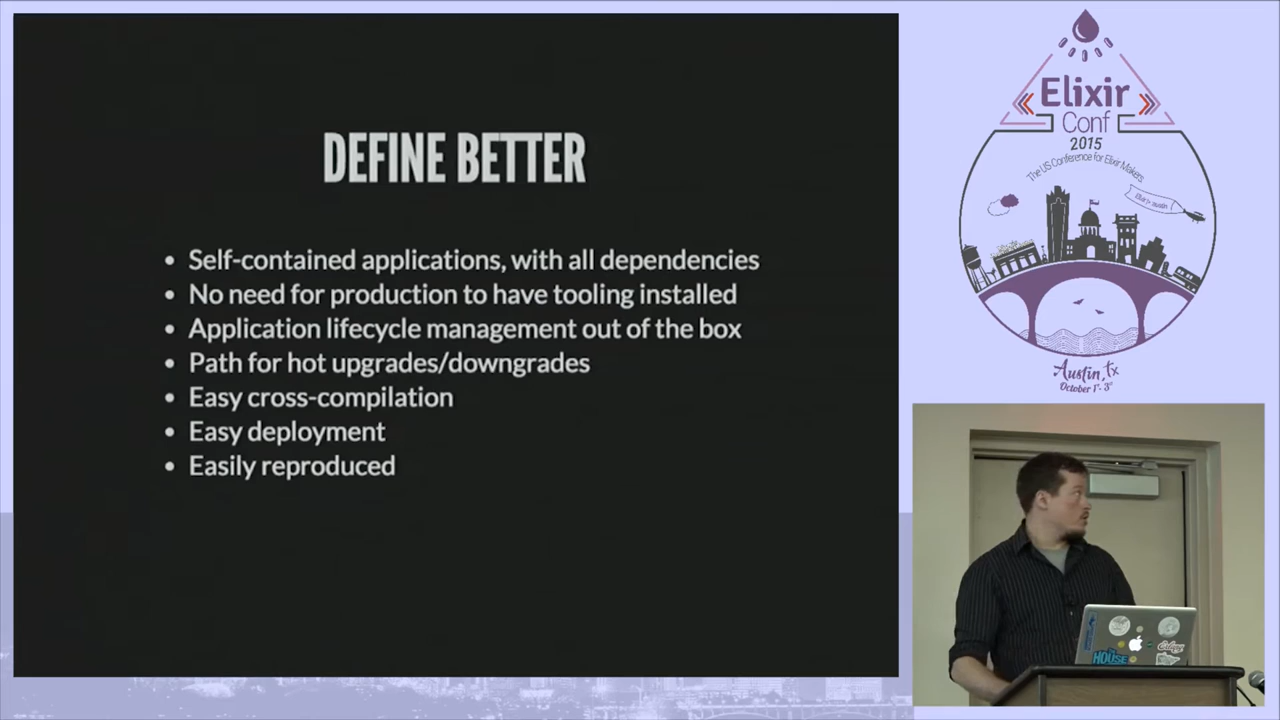 DEFINE BETTER
Self-contained applications, with all dependencies
No need for production to have tooling installed
Application lifecycle management out of the box
Path for hot upgrades/downgrades
Easy cross-compilation
Easy deployment
Easily reproduced
Elixir
Conf
2015
The US Conference for Elixir Makers
Austin, tx
October 1st - 3rd
HOUSE